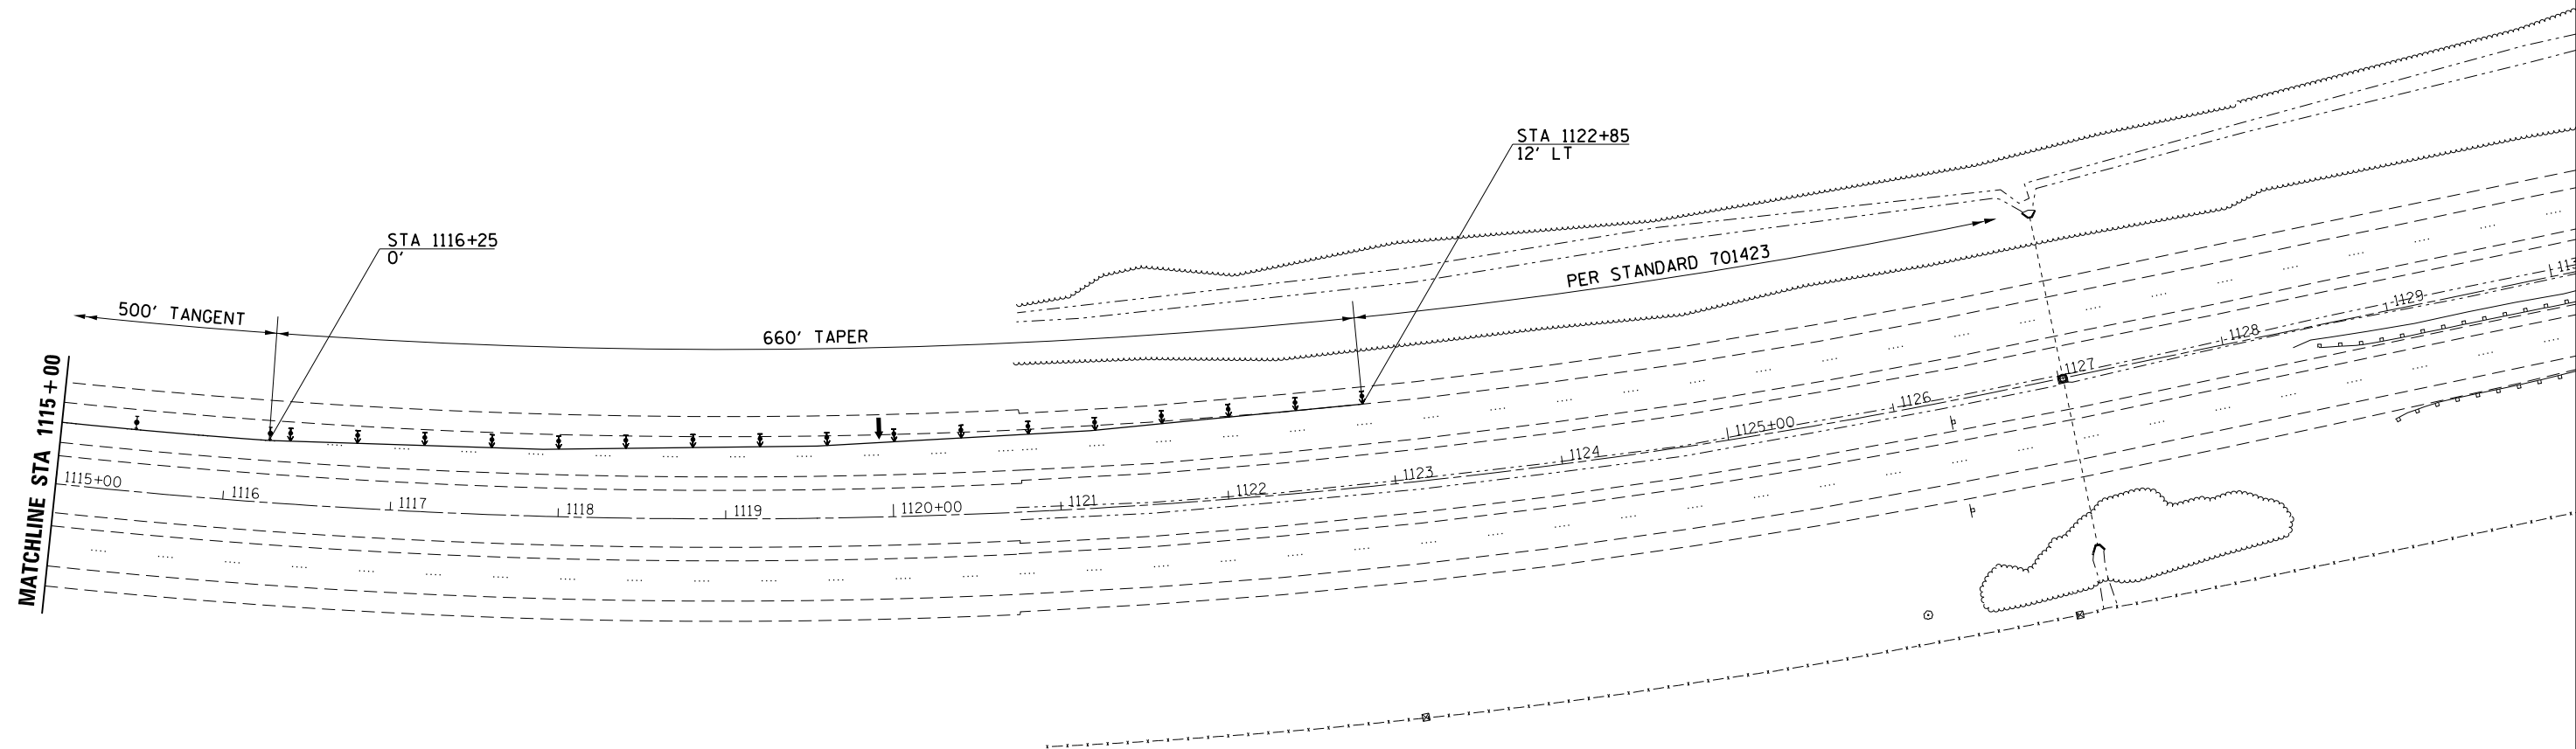 STA 1122+85
12' LT
STA 1116+25
0'
PER STANDARD 701423
500' TANGENT
660' TAPER
MATCHLINE STA 1115+00
1115+00
1116
1117
1118
1119
1120+00
1121
1122
1123
1124
1125+00
1126
1127
1128
1129